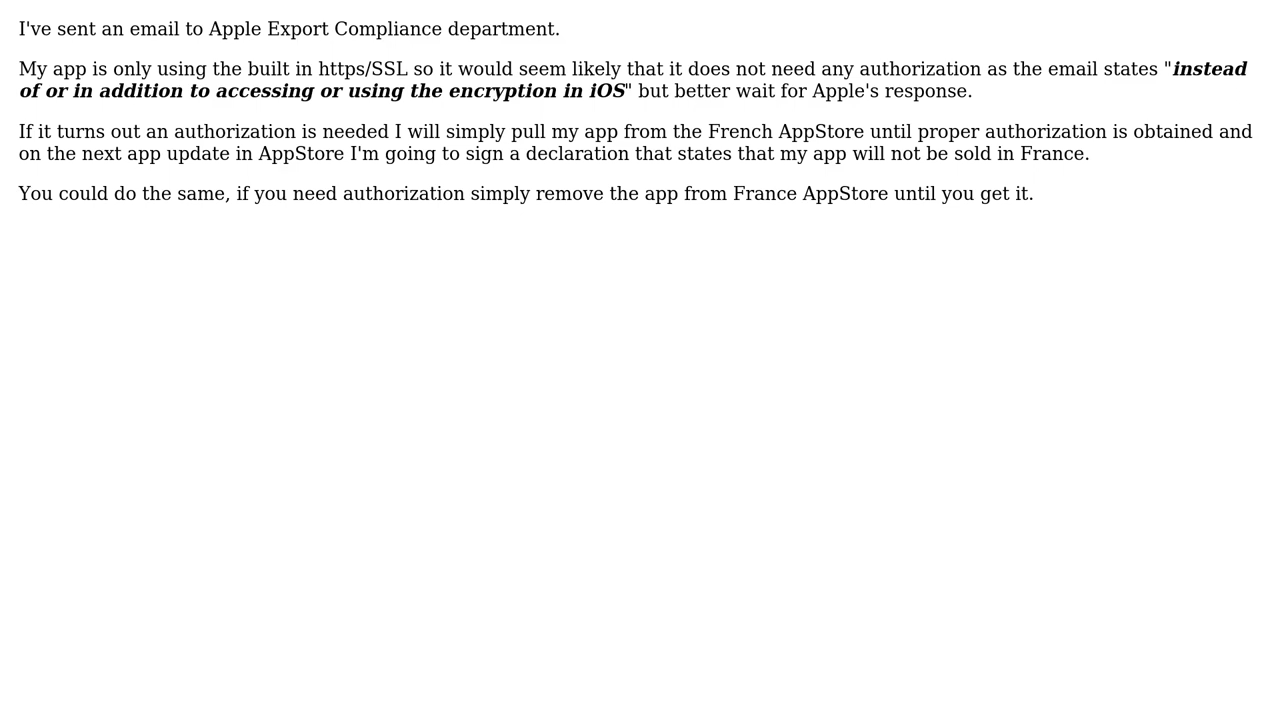 I've sent an email to Apple Export Compliance department.
My app is only using the built in https/SSL so it would seem likely that it does not need any authorization as the email states "instead
of or in addition to accessing or using the encryption in iOS" but better wait for Apple's response.
If it turns out an authorization is needed I will simply pull my app from the French AppStore until proper authorization is obtained and
on the next app update in AppStore I'm going to sign a declaration that states that my app will not be sold in France.
You could do the same, if you need authorization simply remove the app from France AppStore until you get it.